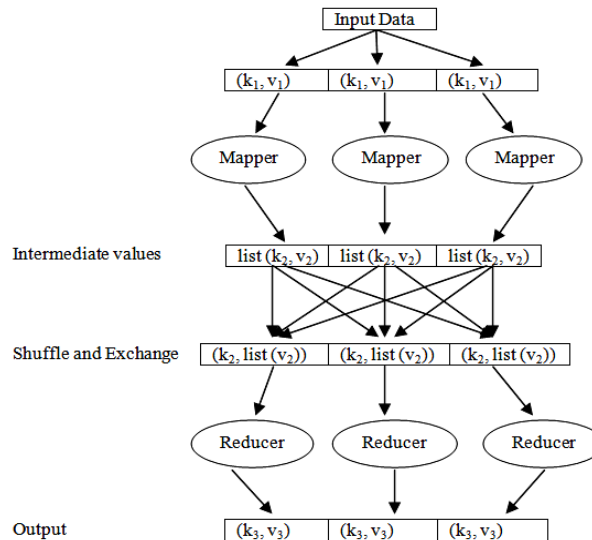 Input Data
(k₁, v₁) (k₁, v₁) (k₁, v₁)
Mapper Mapper Mapper
Intermediate values list (k₂, v₂) list (k₂, v₂) list (k₂, v₂)
Shuffle and Exchange (k₂, list (v₂)) (k₂, list (v₂)) (k₂, list (v₂))
Reducer Reducer Reducer
Output (k₃, v₃) (k₃, v₃) (k₃, v₃)